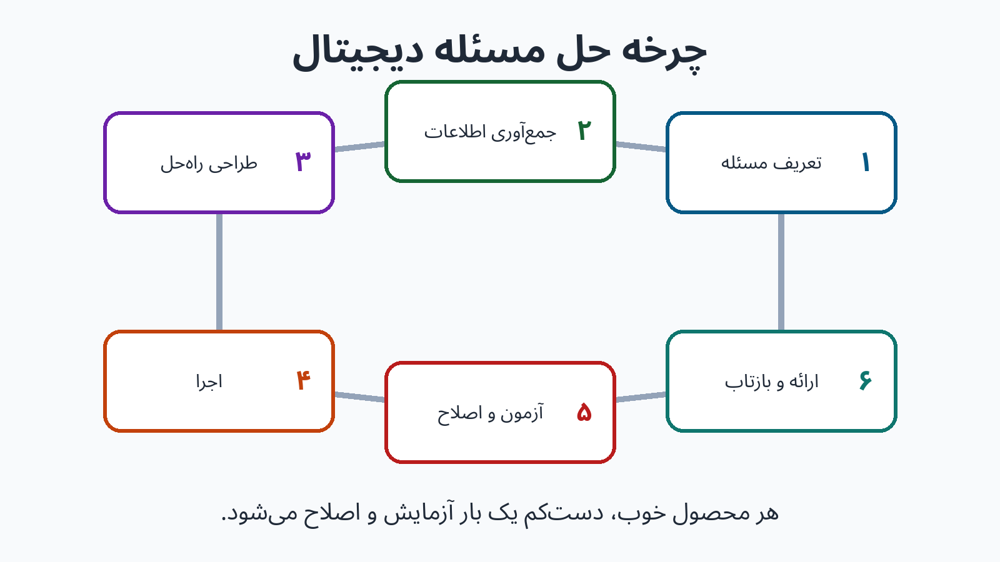 چرخه حل مسئله دیجیتال
۱ تعریف مسئله
۲ جمع‌آوری اطلاعات
۳ طراحی راه‌حل
۴ اجرا
۵ آزمون و اصلاح
۶ ارائه و بازتاب
هر محصول خوب، دست‌کم یک بار آزمایش و اصلاح می‌شود.